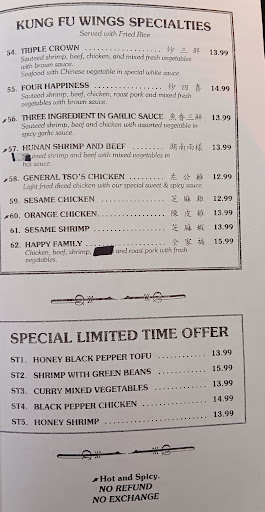 KUNG FU WINGS SPECIALTIES
Served with Fried Rice
54. TRIPLE CROWN 炒三鮮 13.99
Sauteed shrimp, beef, chicken, and mixed fresh vegetables
with brown sauce.
Seafood with Chinese vegetable in special white sauce.
55. FOUR HAPPINESS 炒四喜 14.99
Sauteed shrimp, beef, chicken, roast pork and mixed fresh
vegetables with brown sauce.
56. THREE INGREDIENT IN GARLIC SAUCE 魚香三鮮 13.99
Sauteed shrimp, beef and chicken with assorted vegetable in
spicy garlic sauce.
57. HUNAN SHRIMP AND BEEF 湖南兩樣 13.99
shrimp and beef with mixed vegetables in
hot sauce.
58. GENERAL TSO'S CHICKEN 左公雞 12.99
Light fried diced chicken with our special sweet & spicy sauce.
59. SESAME CHICKEN 芝麻雞 12.99
60. ORANGE CHICKEN 陳皮雞 13.99
61. SESAME SHRIMP 芝麻蝦 13.99
62. HAPPY FAMILY 全家福 15.99
Chicken, beef, shrimp, and roast pork with fresh
vegetables.
SPECIAL LIMITED TIME OFFER
ST1. HONEY BLACK PEPPER TOFU 13.99
ST2. SHRIMP WITH GREEN BEANS 15.99
ST3. CURRY MIXED VEGETABLES 13.99
ST4. BLACK PEPPER CHICKEN 14.99
ST5. HONEY SHRIMP 13.99
Hot and Spicy.
NO REFUND
NO EXCHANGE